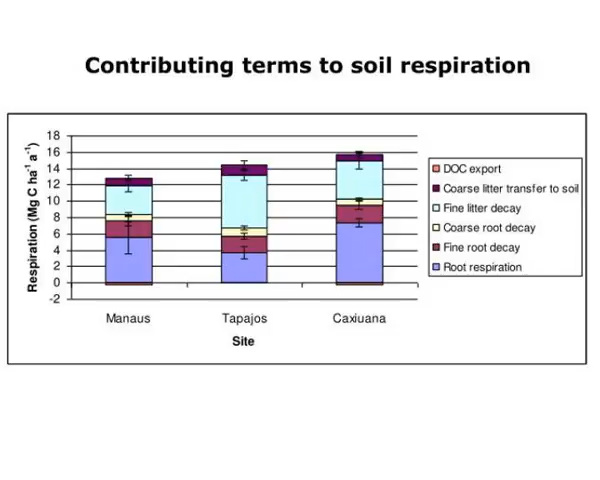 Contributing terms to soil respiration
Respiration (Mg C ha⁻¹ a⁻¹)
18
16
14
12
10
8
6
4
2
0
-2
Manaus Tapajos Caxiuana
Site
DOC export
Coarse litter transfer to soil
Fine litter decay
Coarse root decay
Fine root decay
Root respiration